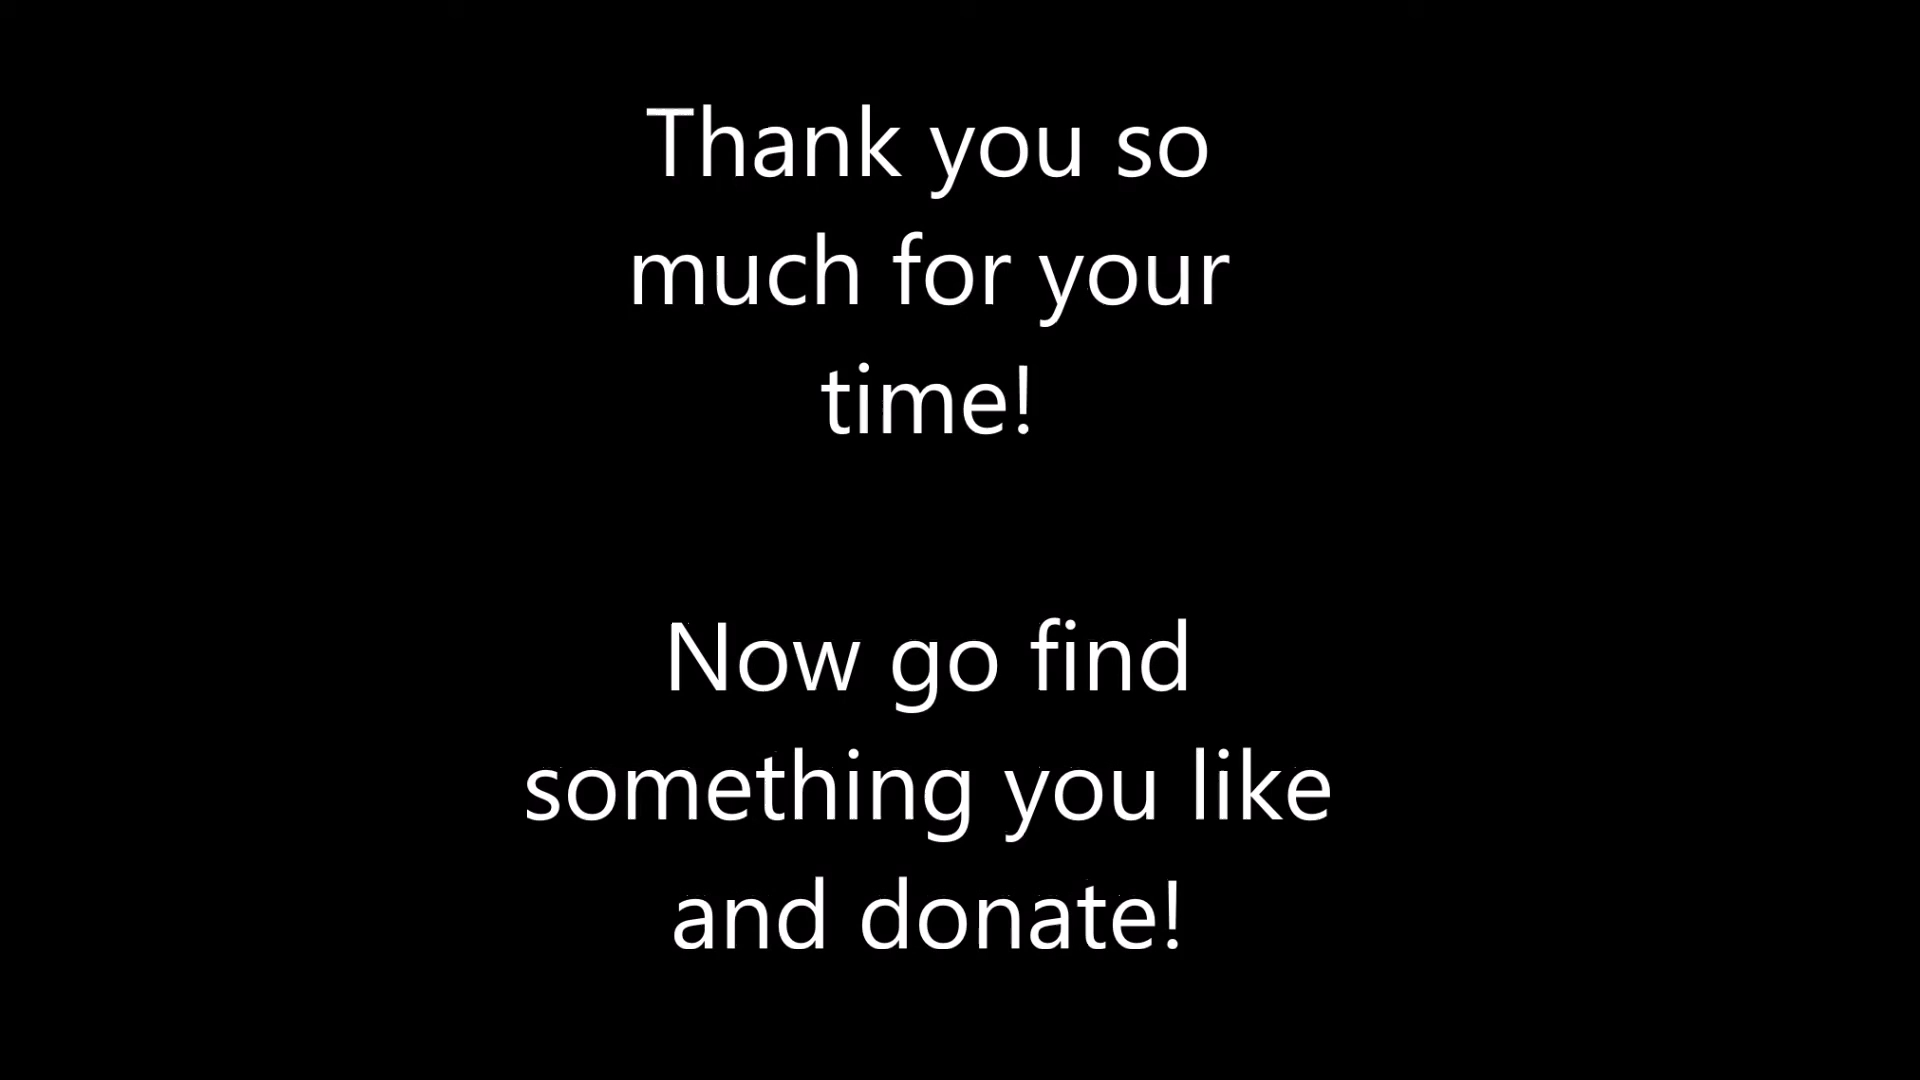 Thank you so
much for your
time!
Now go find
something you like
and donate!